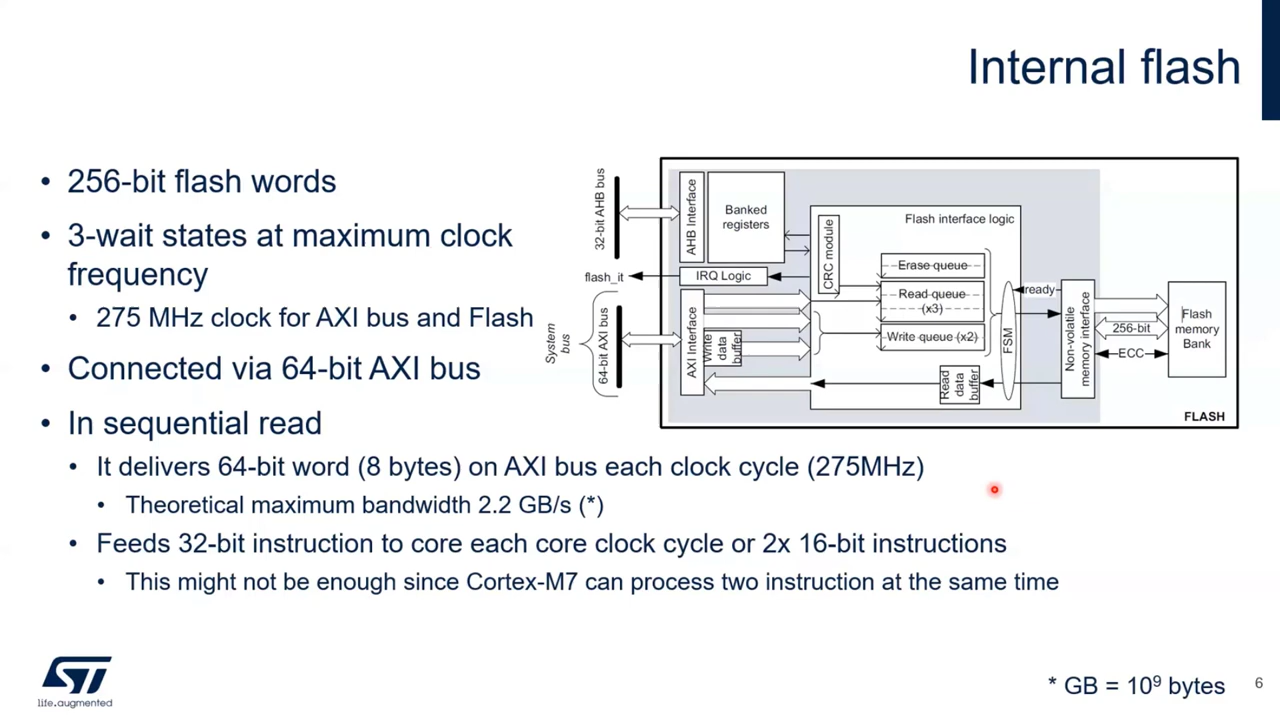 Internal flash
• 256-bit flash words
• 3-wait states at maximum clock
frequency
• 275 MHz clock for AXI bus and Flash
• Connected via 64-bit AXI bus
• In sequential read
• It delivers 64-bit word (8 bytes) on AXI bus each clock cycle (275MHz)
• Theoretical maximum bandwidth 2.2 GB/s (*)
• Feeds 32-bit instruction to core each core clock cycle or 2x 16-bit instructions
• This might not be enough since Cortex-M7 can process two instruction at the same time
32-bit AHB bus
AHB Interface
Banked
registers
flash_it
IRQ Logic
System
bus
64-bit AXI bus
AXI Interface
Write
data
buffer
CRC module
Flash interface logic
Erase queue
Read queue
(x3)
Write queue (x2)
Read
data
buffer
FSM
ready
Non-volatile
memory interface
256-bit
ECC
Flash
memory
Bank
FLASH
ST
life.augmented
* GB = 10⁹ bytes
6